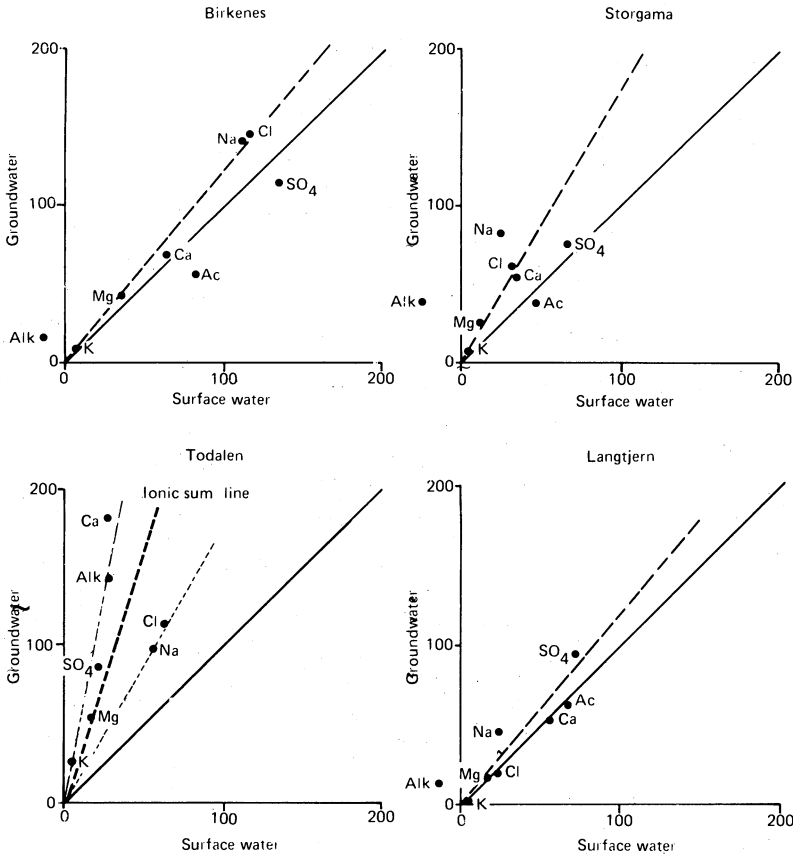 Birkenes
200
100
0
Groundwater
Na
Cl
SO4
Ca
Ac
Mg
Alk
K
0
100
200
Surface water
Storgama
200
100
0
Groundwater
Na
SO4
Cl
Ca
Alk
Ac
Mg
K
0
100
200
Surface water
Todalen
200
100
0
Groundwater
Ionic sum line
Ca
Alk
Cl
Na
SO4
Mg
K
0
100
200
Surface water
Langtjern
200
100
0
Groundwater
SO4
Ac
Ca
Na
Mg
Cl
Alk
K
0
100
200
Surface water